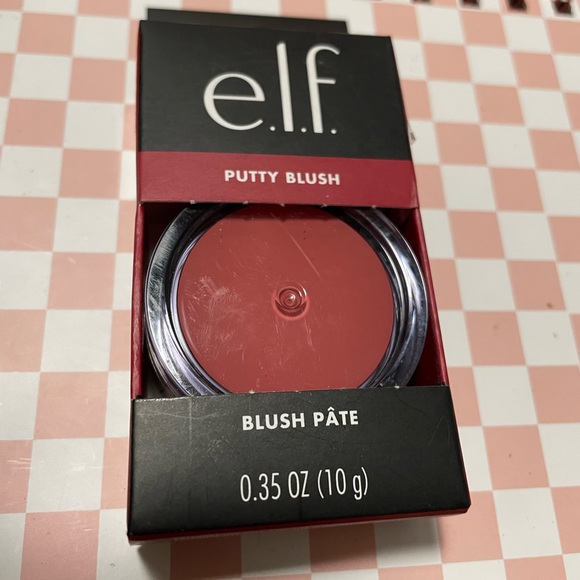 e.l.f.
PUTTY BLUSH
BLUSH PÂTE
0.35 OZ (10 g)